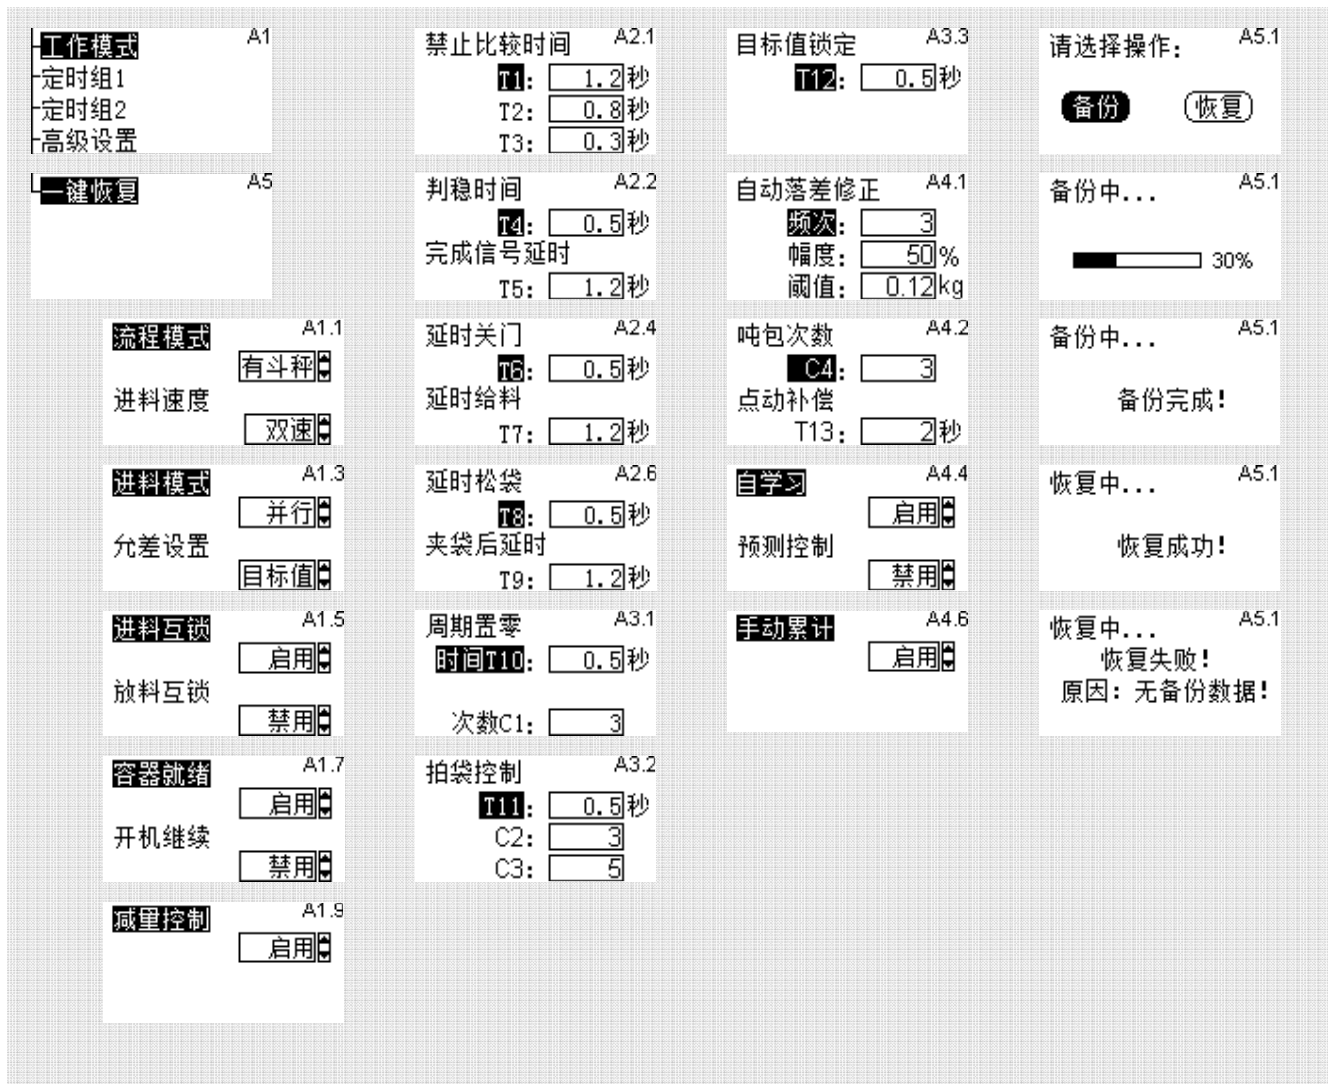 工作模式 A1
定时组1
定时组2
高级设置
一键恢复 A5
流程模式 A1.1
有斗秤
进料速度
双速
进料模式 A1.3
并行
允差设置
目标值
进料互锁 A1.5
启用
放料互锁
禁用
容器就绪 A1.7
启用
开机继续
禁用
减量控制 A1.9
启用
禁止比较时间 A2.1
T1: 1.2秒
T2: 0.8秒
T3: 0.3秒
判稳时间 A2.2
T4: 0.5秒
完成信号延时
T5: 1.2秒
延时关门 A2.4
T6: 0.5秒
延时给料
T7: 1.2秒
延时松袋 A2.6
T8: 0.5秒
夹袋后延时
T9: 1.2秒
周期置零 A3.1
时间T10: 0.5秒
次数C1: 3
拍袋控制 A3.2
T11: 0.5秒
C2: 3
C3: 5
目标值锁定 A3.3
T12: 0.5秒
自动落差修正 A4.1
频次: 3
幅度: 50%
阈值: 0.12kg
吨包次数 A4.2
C4: 3
点动补偿
T13: 2秒
自学习 A4.4
启用
预测控制
禁用
手动累计 A4.6
启用
请选择操作: A5.1
备份 恢复
备份中... A5.1
30%
备份中... A5.1
备份完成!
恢复中... A5.1
恢复成功!
恢复中... A5.1
恢复失败!
原因: 无备份数据!